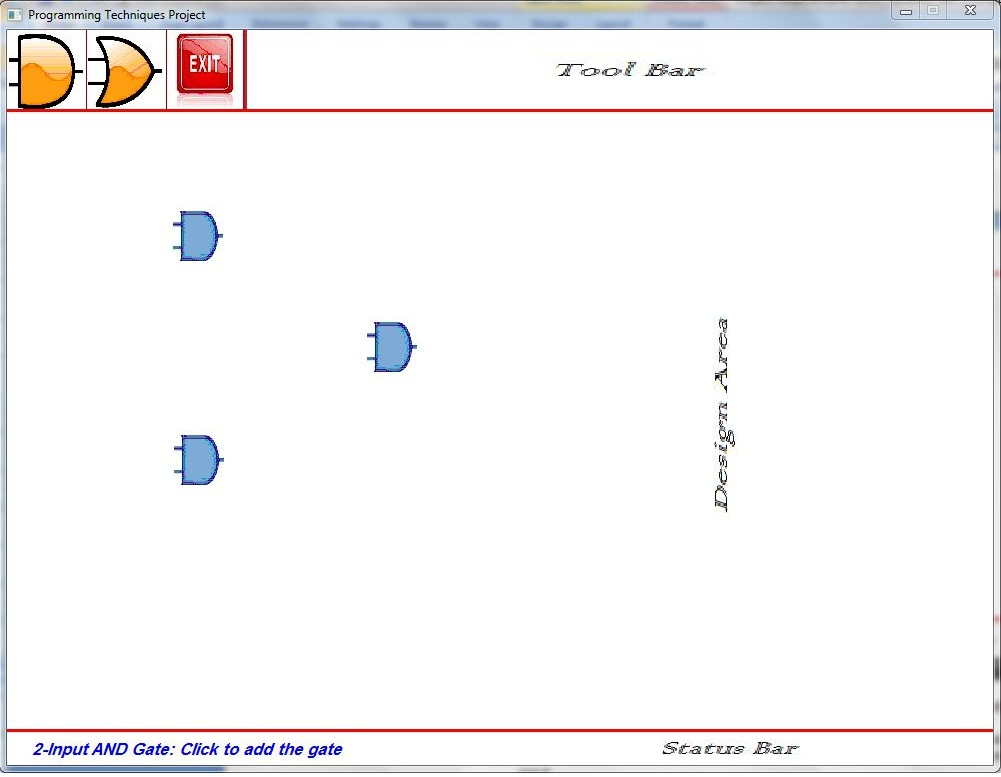 Programming Techniques Project
EXIT
Tool Bar
Design Area
2-Input AND Gate: Click to add the gate
Status Bar